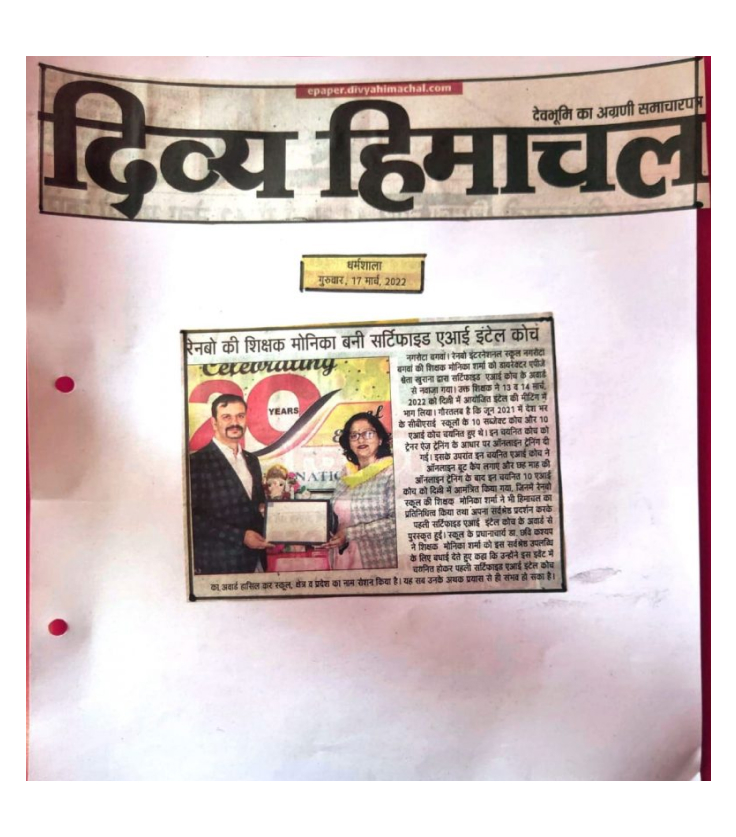 epaper.divyahimachal.com
देवभूमि का अग्रणी समाचारपत्र
दिव्य हिमाचल
धर्मशाला
गुरुवार, 17 मार्च, 2022
रेनबो की शिक्षक मोनिका बनी सर्टिफाइड एआई इंटेल कोच
Celebrating
20
YEARS
NATIO
नगरोटा बगवां। रेनबो इंटरनेशनल स्कूल नगरोटा
बगवां की शिक्षक मोनिका शर्मा को डायरेक्टर एपीजे
श्वेता खुराना द्वारा सर्टिफाइड एआई कोच के अवार्ड
से नवाजा गया। उक्त शिक्षक ने 13 व 14 मार्च,
2022 को दिल्ली में आयोजित इंटेल की मीटिंग में
भाग लिया। गौरतलब है कि जून 2021 में देश भर
के सीबीएसई स्कूलों के 10 सब्जेक्ट कोच और 10
एआई कोच चयनित हुए थे। इन चयनित कोच को
ट्रेनर ऐज ट्रेनिंग के आधार पर ऑनलाइन ट्रेनिंग दी
गई। इसके उपरांत इन चयनित एआई कोच ने
ऑनलाइन बूट कैंप लगाए और छह माह की
ऑनलाइन ट्रेनिंग के बाद इन चयनित 10 एआई
कोच को दिल्ली में आमंत्रित किया गया, जिनमें रेनबो
स्कूल की शिक्षक मोनिका शर्मा ने भी हिमाचल का
प्रतिनिधित्व किया तथा अपना सर्वश्रेष्ठ प्रदर्शन करके
पहली सर्टिफाइड एआई इंटेल कोच के अवार्ड से
पुरस्कृत हुई। स्कूल के प्रधानाचार्य डा. छवि कश्यप
ने शिक्षक मोनिका शर्मा को इस सर्वश्रेष्ठ उपलब्धि
के लिए बधाई देते हुए कहा कि उन्होंने इस इवेंट में
चयनित होकर पहली सर्टिफाइड एआई इंटेल कोच
का अवार्ड हासिल कर स्कूल, क्षेत्र व प्रदेश का नाम रोशन किया है। यह सब उनके अथक प्रयास से ही संभव हो सका है।